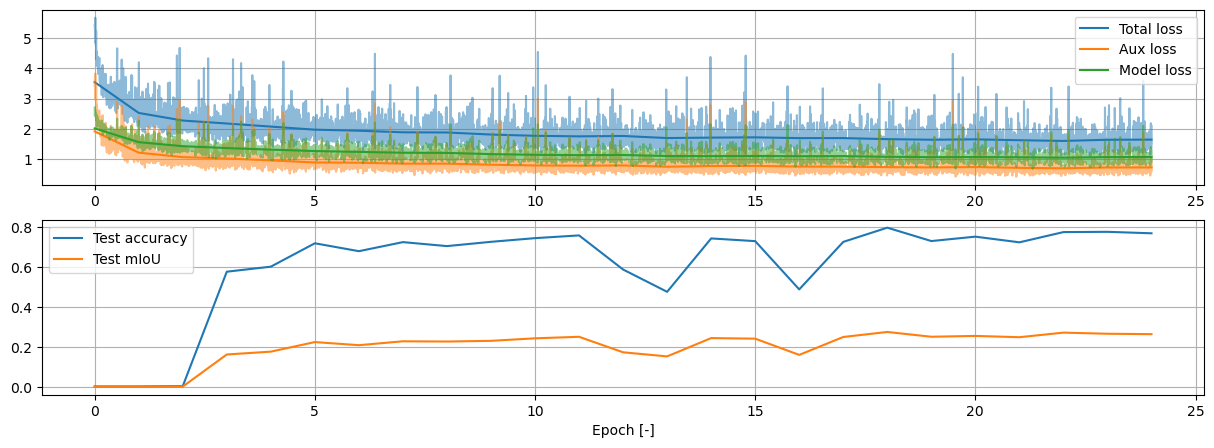 5
4
3
2
1
Total loss
Aux loss
Model loss
0 5 10 15 20 25
0.8
0.6
0.4
0.2
0.0
Test accuracy
Test mIoU
0 5 10 15 20 25
Epoch [-]